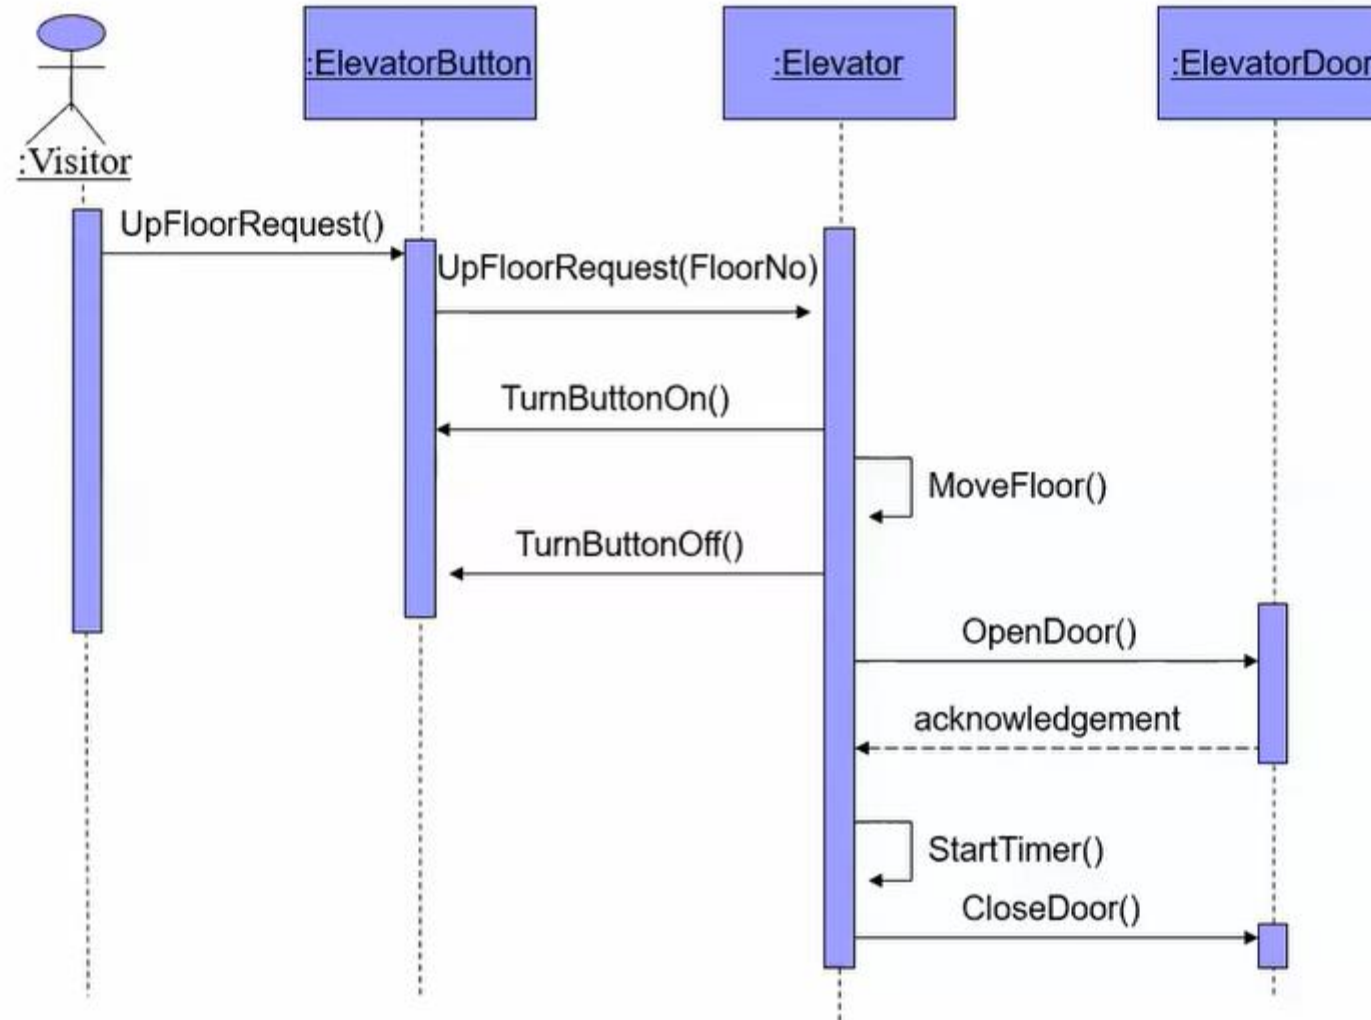 :ElevatorButton
:Elevator
:ElevatorDoor
:Visitor
UpFloorRequest()
UpFloorRequest(FloorNo)
TurnButtonOn()
MoveFloor()
TurnButtonOff()
OpenDoor()
acknowledgement
StartTimer()
CloseDoor()